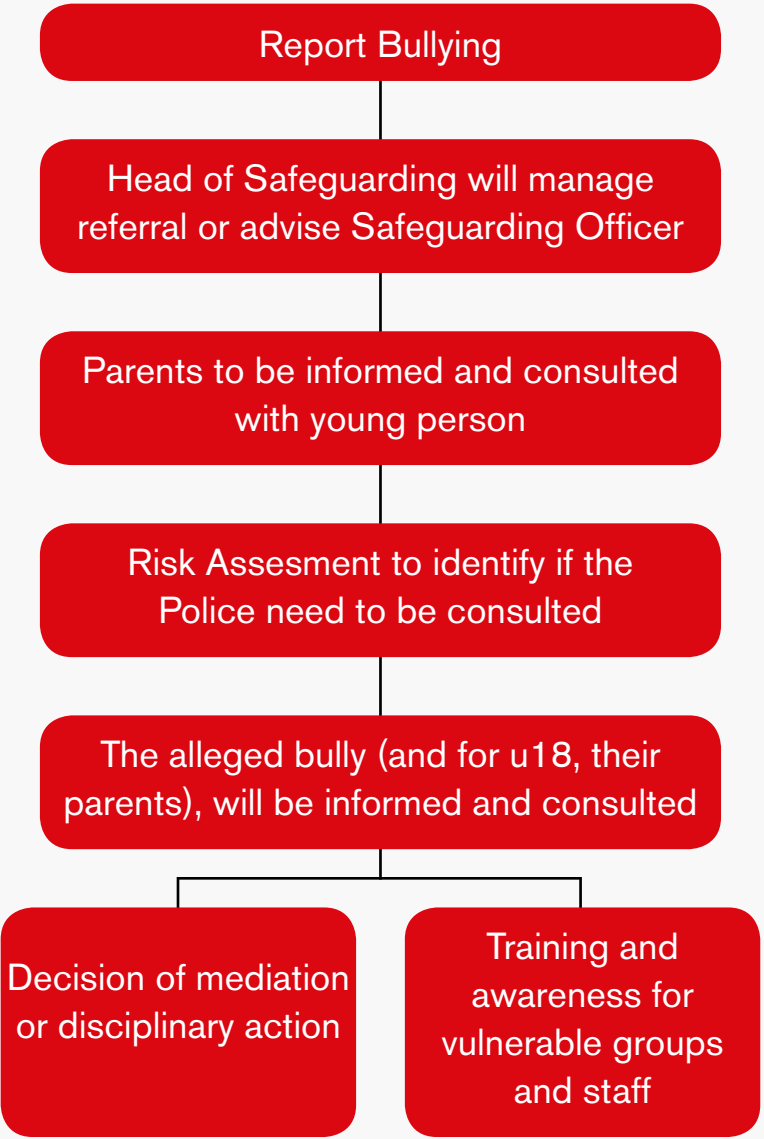 Report Bullying
Head of Safeguarding will manage
referral or advise Safeguarding Officer
Parents to be informed and consulted
with young person
Risk Assesment to identify if the
Police need to be consulted
The alleged bully (and for u18, their
parents), will be informed and consulted
Decision of mediation
or disciplinary action
Training and
awareness for
vulnerable groups
and staff